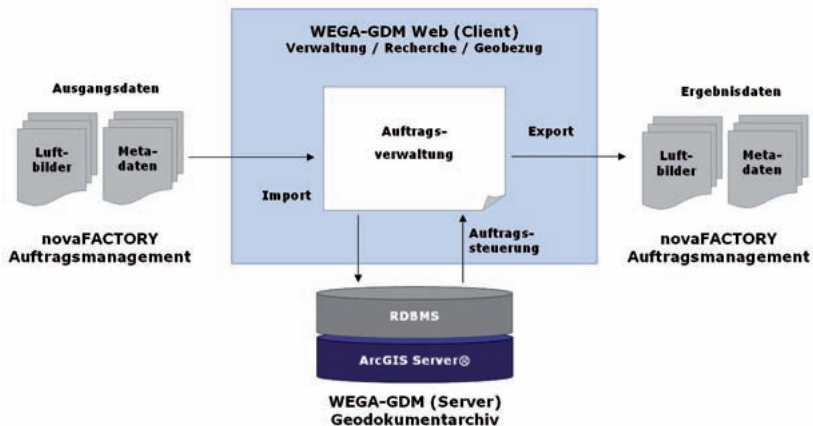 WEGA-GDM Web (Client)
Verwaltung / Recherche / Geobezug
Ausgangsdaten
Luft-
bilder
Meta-
daten
novaFACTORY
Auftragsmanagement
Import
Auftrags-
verwaltung
Export
Auftrags-
steuerung
Ergebnisdaten
Luft-
bilder
Meta-
daten
novaFACTORY
Auftragsmanagement
RDBMS
ArcGIS Server®
WEGA-GDM (Server)
Geodokumentarchiv